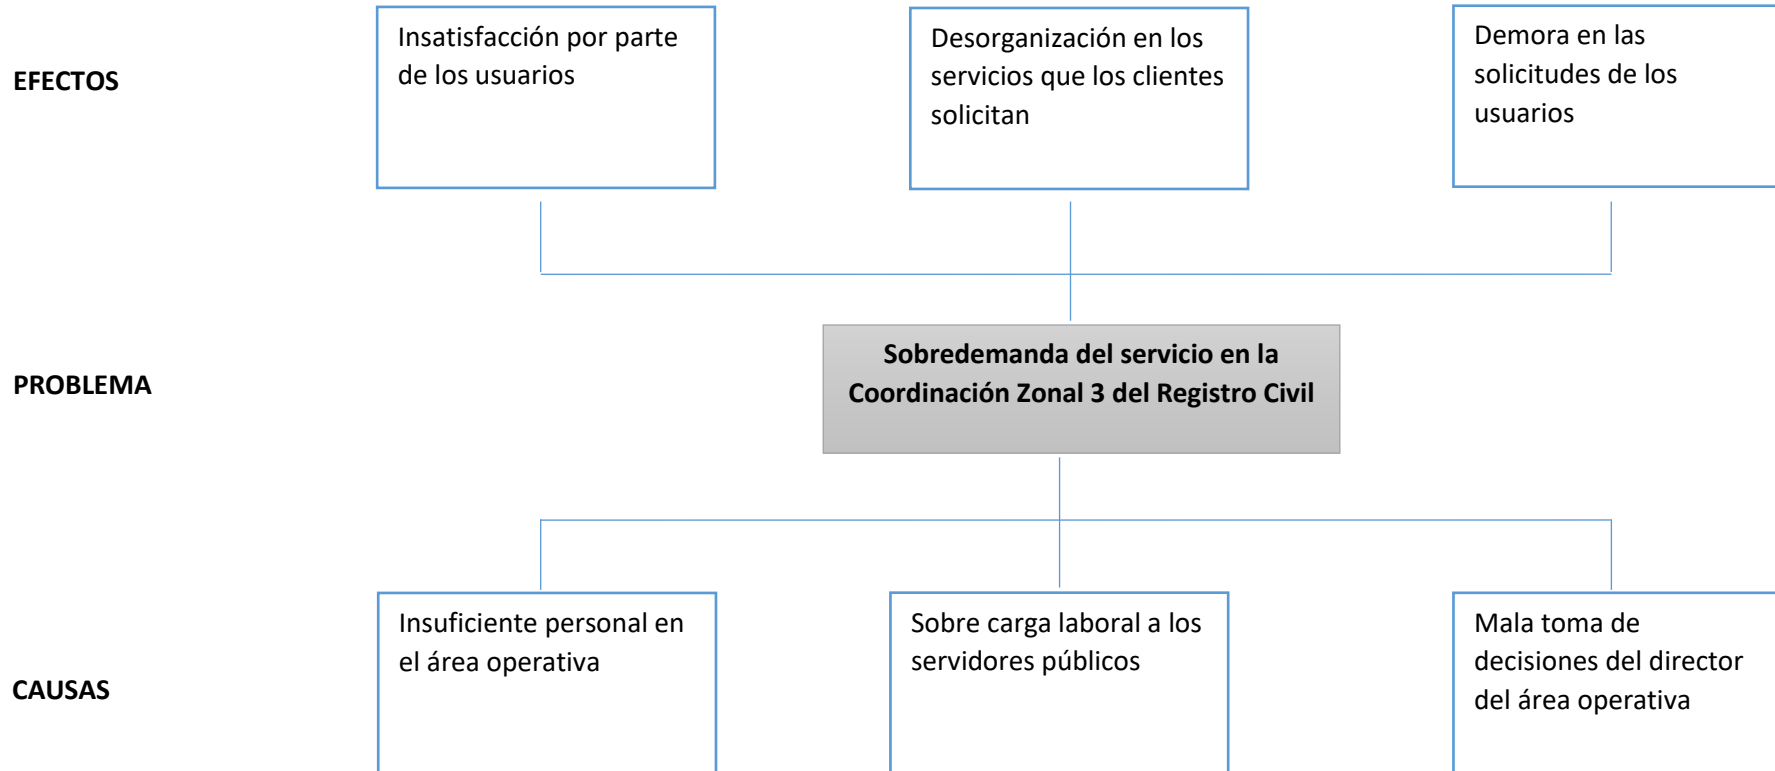 EFECTOS
Insatisfacción por parte
de los usuarios
Desorganización en los
servicios que los clientes
solicitan
Demora en las
solicitudes de los
usuarios
PROBLEMA
Sobredemanda del servicio en la
Coordinación Zonal 3 del Registro Civil
CAUSAS
Insuficiente personal en
el área operativa
Sobre carga laboral a los
servidores públicos
Mala toma de
decisiones del director
del área operativa